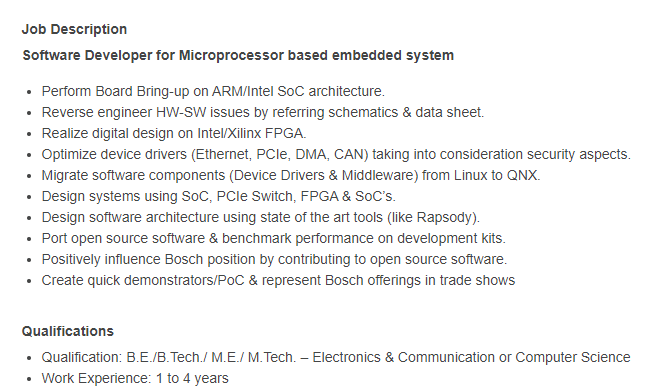 Job Description
Software Developer for Microprocessor based embedded system
• Perform Board Bring-up on ARM/Intel SoC architecture.
• Reverse engineer HW-SW issues by referring schematics & data sheet.
• Realize digital design on Intel/Xilinx FPGA.
• Optimize device drivers (Ethernet, PCIe, DMA, CAN) taking into consideration security aspects.
• Migrate software components (Device Drivers & Middleware) from Linux to QNX.
• Design systems using SoC, PCIe Switch, FPGA & SoC's.
• Design software architecture using state of the art tools (like Rapsody).
• Port open source software & benchmark performance on development kits.
• Positively influence Bosch position by contributing to open source software.
• Create quick demonstrators/PoC & represent Bosch offerings in trade shows
Qualifications
• Qualification: B.E./B.Tech./ M.E./ M.Tech. – Electronics & Communication or Computer Science
• Work Experience: 1 to 4 years